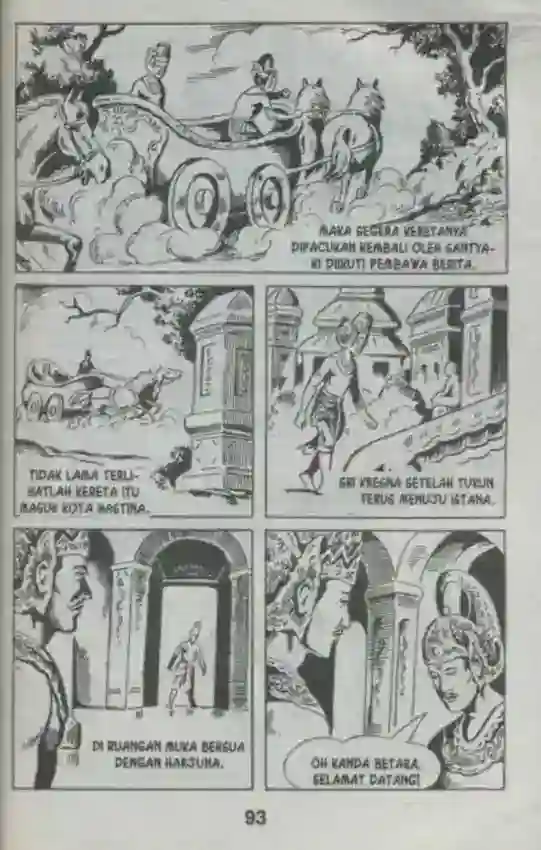 MAKA SEGERA KERETANYA
DIPACUKAN KEMBALI OLEH SANTYA-
KI DIIKUTI PEMBAWA BERITA.
TIDAK LAMA TERLI-
HATLAH KERETA ITU
MASUK KOTA HASTINA.
SRI KRESNA SETELAH TURUN
TERUS MENUJU ISTANA.
DI RUANGAN MUKA BERSUA
DENGAN HARJUNA.
OH KANDA BETARA,
SELAMAT DATANG!
93